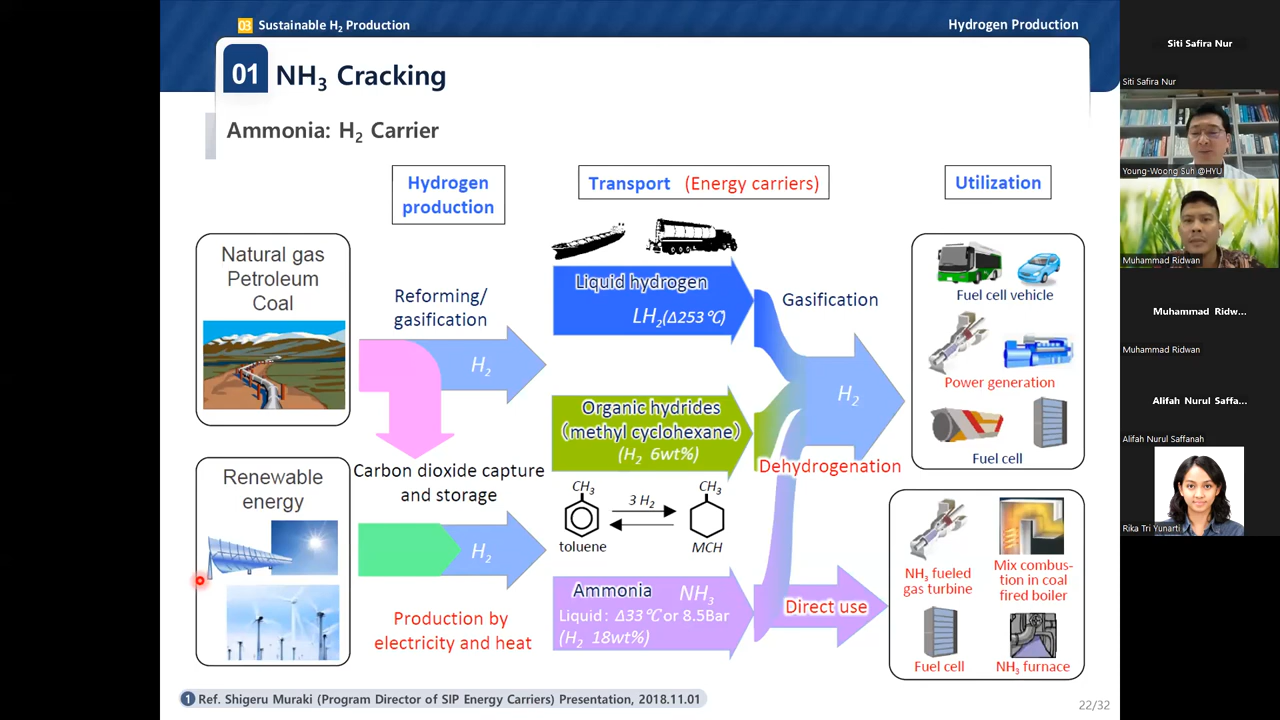 03 Sustainable H₂ Production
Hydrogen Production
01 NH₃ Cracking
Ammonia: H₂ Carrier
Hydrogen
production
Transport (Energy carriers)
Utilization
Natural gas
Petroleum
Coal
Reforming/
gasification
H₂
Liquid hydrogen
LH₂(Δ253℃)
Gasification
Organic hydrides
(methyl cyclohexane)
(H₂ 6wt%)
H₂
Dehydrogenation
Fuel cell vehicle
Power generation
Fuel cell
Renewable
energy
Carbon dioxide capture
and storage
H₂
Production by
electricity and heat
CH₃
3 H₂
CH₃
toluene
MCH
Ammonia NH₃
Liquid: Δ33℃ or 8.5Bar
(H₂ 18wt%)
Direct use
NH₃ fueled
gas turbine
Mix combus-
tion in coal
fired boiler
Fuel cell
NH₃ furnace
1 Ref. Shigeru Muraki (Program Director of SIP Energy Carriers) Presentation, 2018.11.01
22/32
Siti Safira Nur
Siti Safira Nur
Young-Woong Suh @HYU
Muhammad Ridwan
Muhammad Ridw...
Muhammad Ridwan
Alifah Nurul Saffa...
Alifah Nurul Saffanah
Rika Tri Yunarti